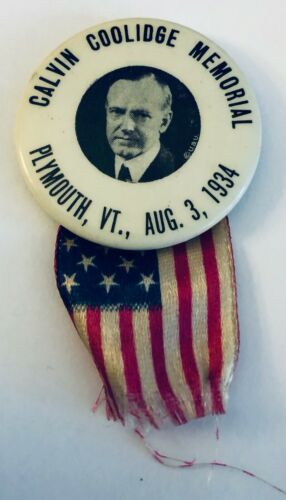 CALVIN COOLIDGE MEMORIAL
PLYMOUTH, VT., AUG. 3, 1934